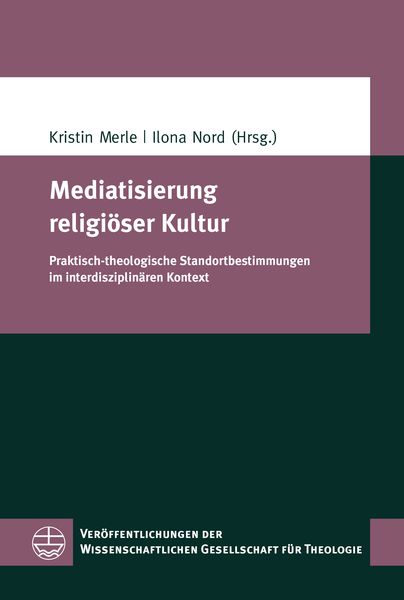 Kristin Merle | Ilona Nord (Hrsg.)
Mediatisierung
religiöser Kultur
Praktisch-theologische Standortbestimmungen
im interdisziplinären Kontext
Veröffentlichungen der
Wissenschaftlichen Gesellschaft für Theologie